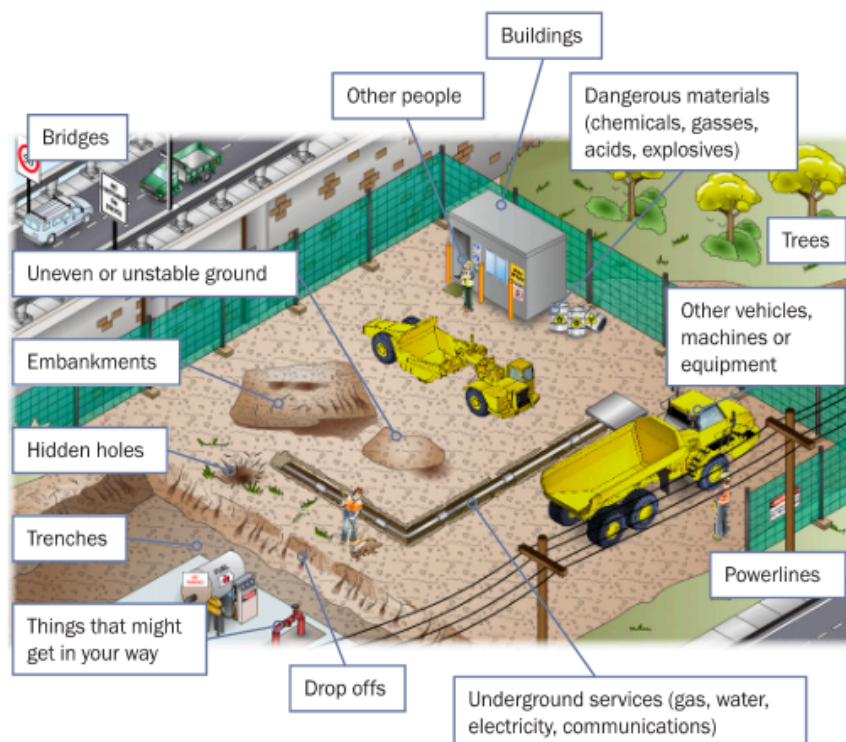 Buildings
Other people
Dangerous materials
(chemicals, gasses,
acids, explosives)
Bridges
Trees
Uneven or unstable ground
Other vehicles,
machines or
equipment
Embankments
Hidden holes
Trenches
Powerlines
FUEL
Things that might
get in your way
Drop offs
Underground services (gas, water,
electricity, communications)